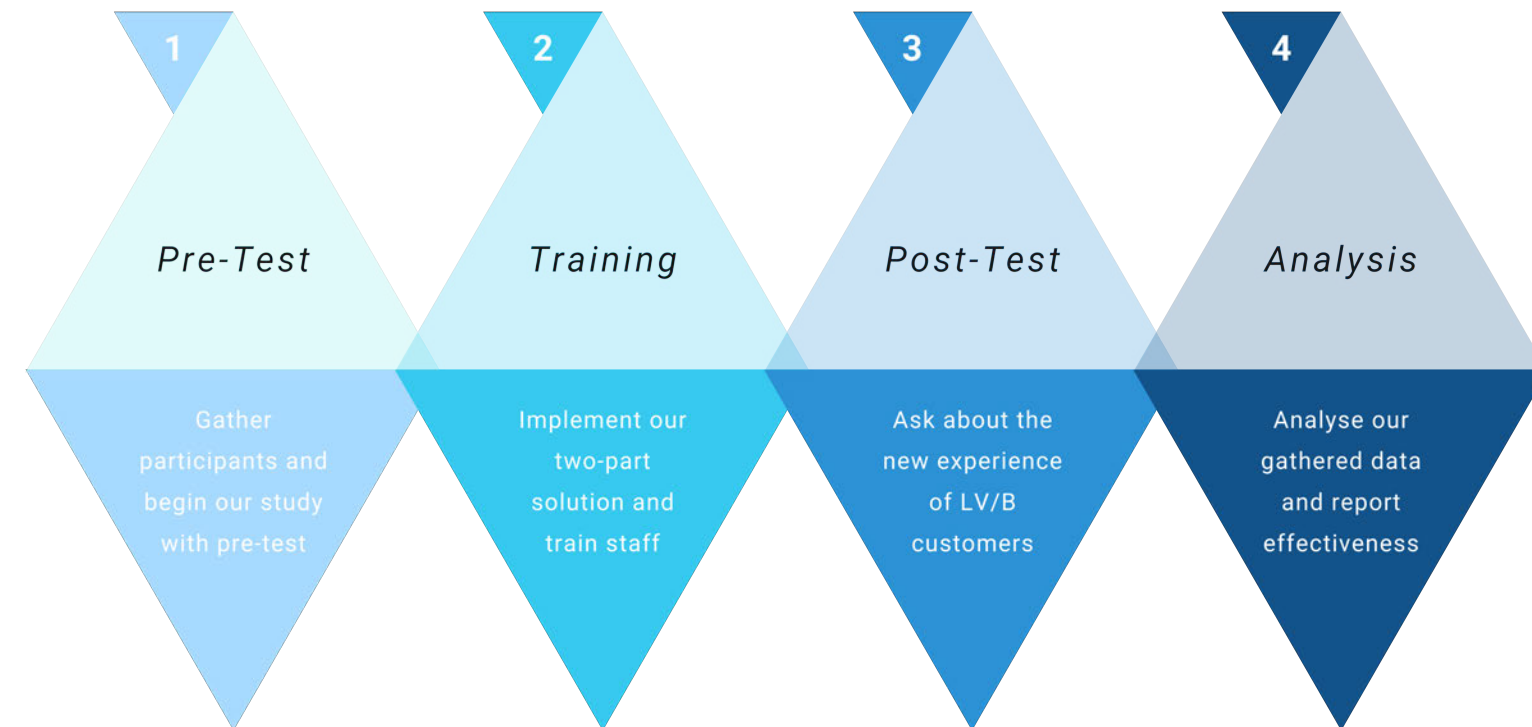 1
Pre-Test
Gather
participants and
begin our study
with pre-test
2
Training
Implement our
two-part
solution and
train staff
3
Post-Test
Ask about the
new experience
of LV/B
customers
4
Analysis
Analyse our
gathered data
and report
effectiveness